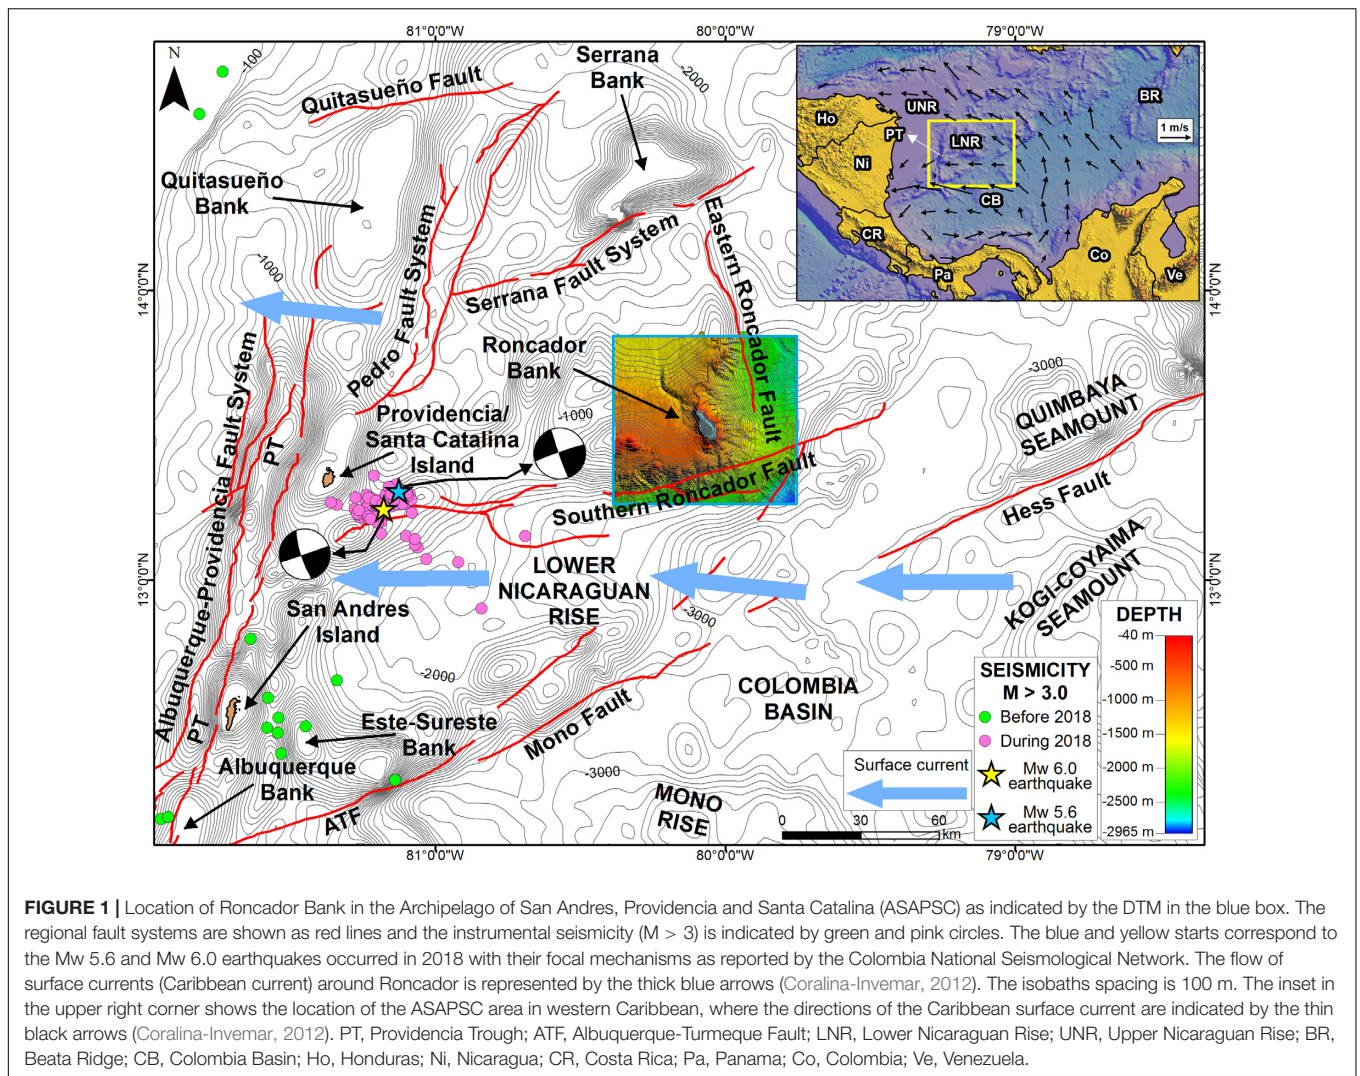 81°0'0"W
80°0'0"W
79°0'0"W
N
-100
Quitasueño Fault
Serrana
Bank
-2000
Quitasueño
Bank
-1000
Pedro Fault System
Serrana Fault System
Eastern Roncador Fault
14°0'0"N
14°0'0"N
Ho
UNR
PT
LNR
Ni
BR
1 m/s
CB
CR
Pa
Co
Ve
Roncador
Bank
-3000
QUIMBAYA
SEAMOUNT
Providencia/
Santa Catalina
Island
-1000
Albuquerque-Providencia Fault System
PT
Southern Roncador Fault
Hess Fault
13°0'0"N
13°0'0"N
LOWER
NICARAGUAN
RISE
KOGI-COYAIMA
SEAMOUNT
San Andres
Island
-3000
-2000
COLOMBIA
BASIN
PT
Este-Sureste
Bank
Mono Fault
Albuquerque
Bank
ATF
-3000
MONO
RISE
Surface current
0
30
60
km
SEISMICITY
M > 3.0
Before 2018
During 2018
Mw 6.0
earthquake
Mw 5.6
earthquake
DEPTH
-40 m
-500 m
-1000 m
-1500 m
-2000 m
-2500 m
-2965 m
81°0'0"W
80°0'0"W
79°0'0"W
FIGURE 1 | Location of Roncador Bank in the Archipelago of San Andres, Providencia and Santa Catalina (ASAPSC) as indicated by the DTM in the blue box. The
regional fault systems are shown as red lines and the instrumental seismicity (M > 3) is indicated by green and pink circles. The blue and yellow starts correspond to
the Mw 5.6 and Mw 6.0 earthquakes occurred in 2018 with their focal mechanisms as reported by the Colombia National Seismological Network. The flow of
surface currents (Caribbean current) around Roncador is represented by the thick blue arrows (Coralina-Invemar, 2012). The isobaths spacing is 100 m. The inset in
the upper right corner shows the location of the ASAPSC area in western Caribbean, where the directions of the Caribbean surface current are indicated by the thin
black arrows (Coralina-Invemar, 2012). PT, Providencia Trough; ATF, Albuquerque-Turmeque Fault; LNR, Lower Nicaraguan Rise; UNR, Upper Nicaraguan Rise; BR,
Beata Ridge; CB, Colombia Basin; Ho, Honduras; Ni, Nicaragua; CR, Costa Rica; Pa, Panama; Co, Colombia; Ve, Venezuela.